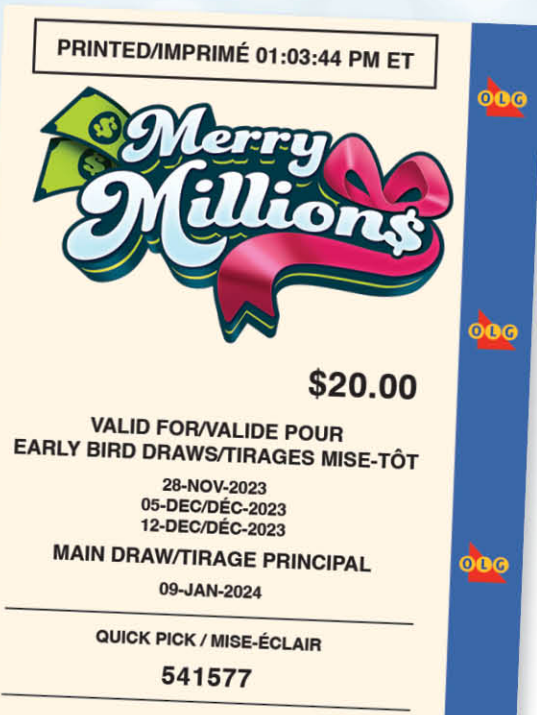 PRINTED/IMPRIMÉ 01:03:44 PM ET
Merry
Million$
$20.00
VALID FOR/VALIDE POUR
EARLY BIRD DRAWS/TIRAGES MISE-TÔT
28-NOV-2023
05-DEC/DÉC-2023
12-DEC/DÉC-2023
MAIN DRAW/TIRAGE PRINCIPAL
09-JAN-2024
QUICK PICK / MISE-ÉCLAIR
541577
OLG
OLG
OLG